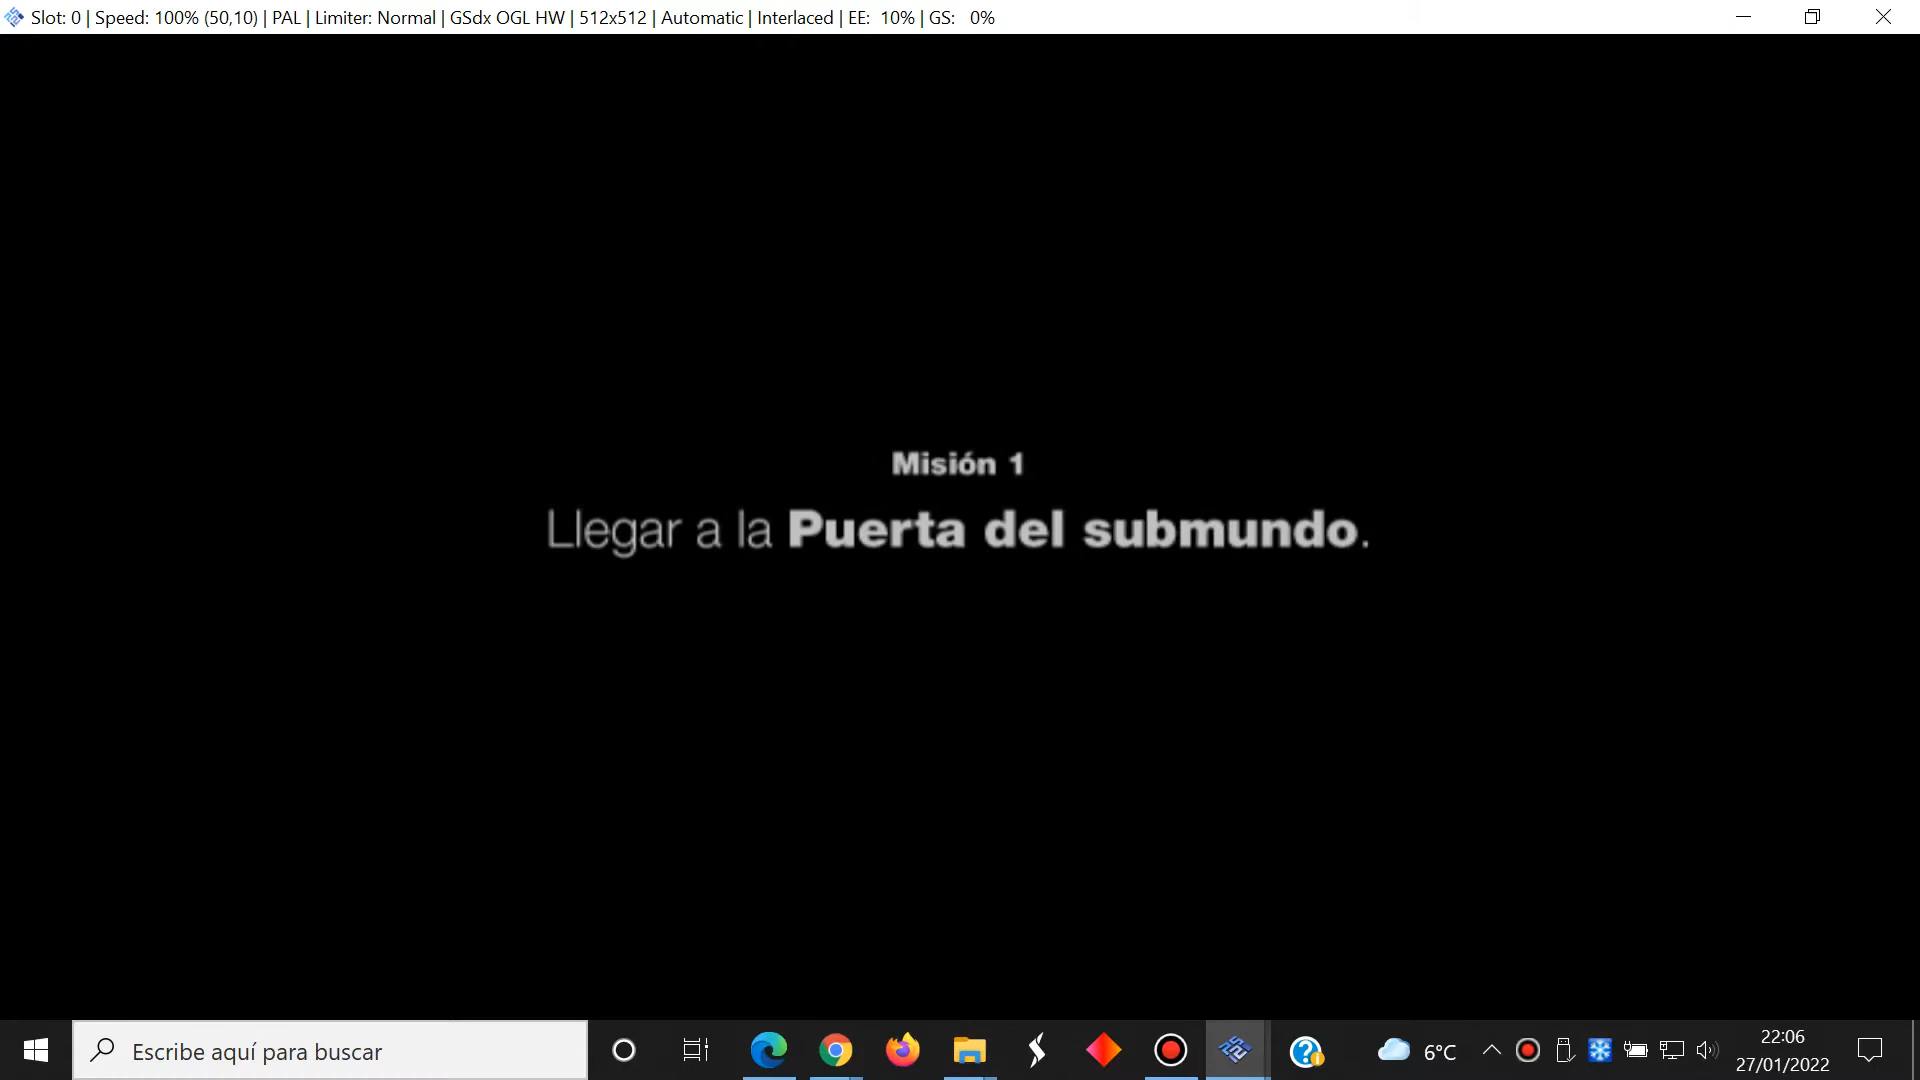 Slot: 0 | Speed: 100% (50,10) | PAL | Limiter: Normal | GSdx OGL HW | 512x512 | Automatic | Interlaced | EE: 10% | GS: 0%
Misión 1
Llegar a la Puerta del submundo.
Escribe aquí para buscar
6°C
22:06
27/01/2022